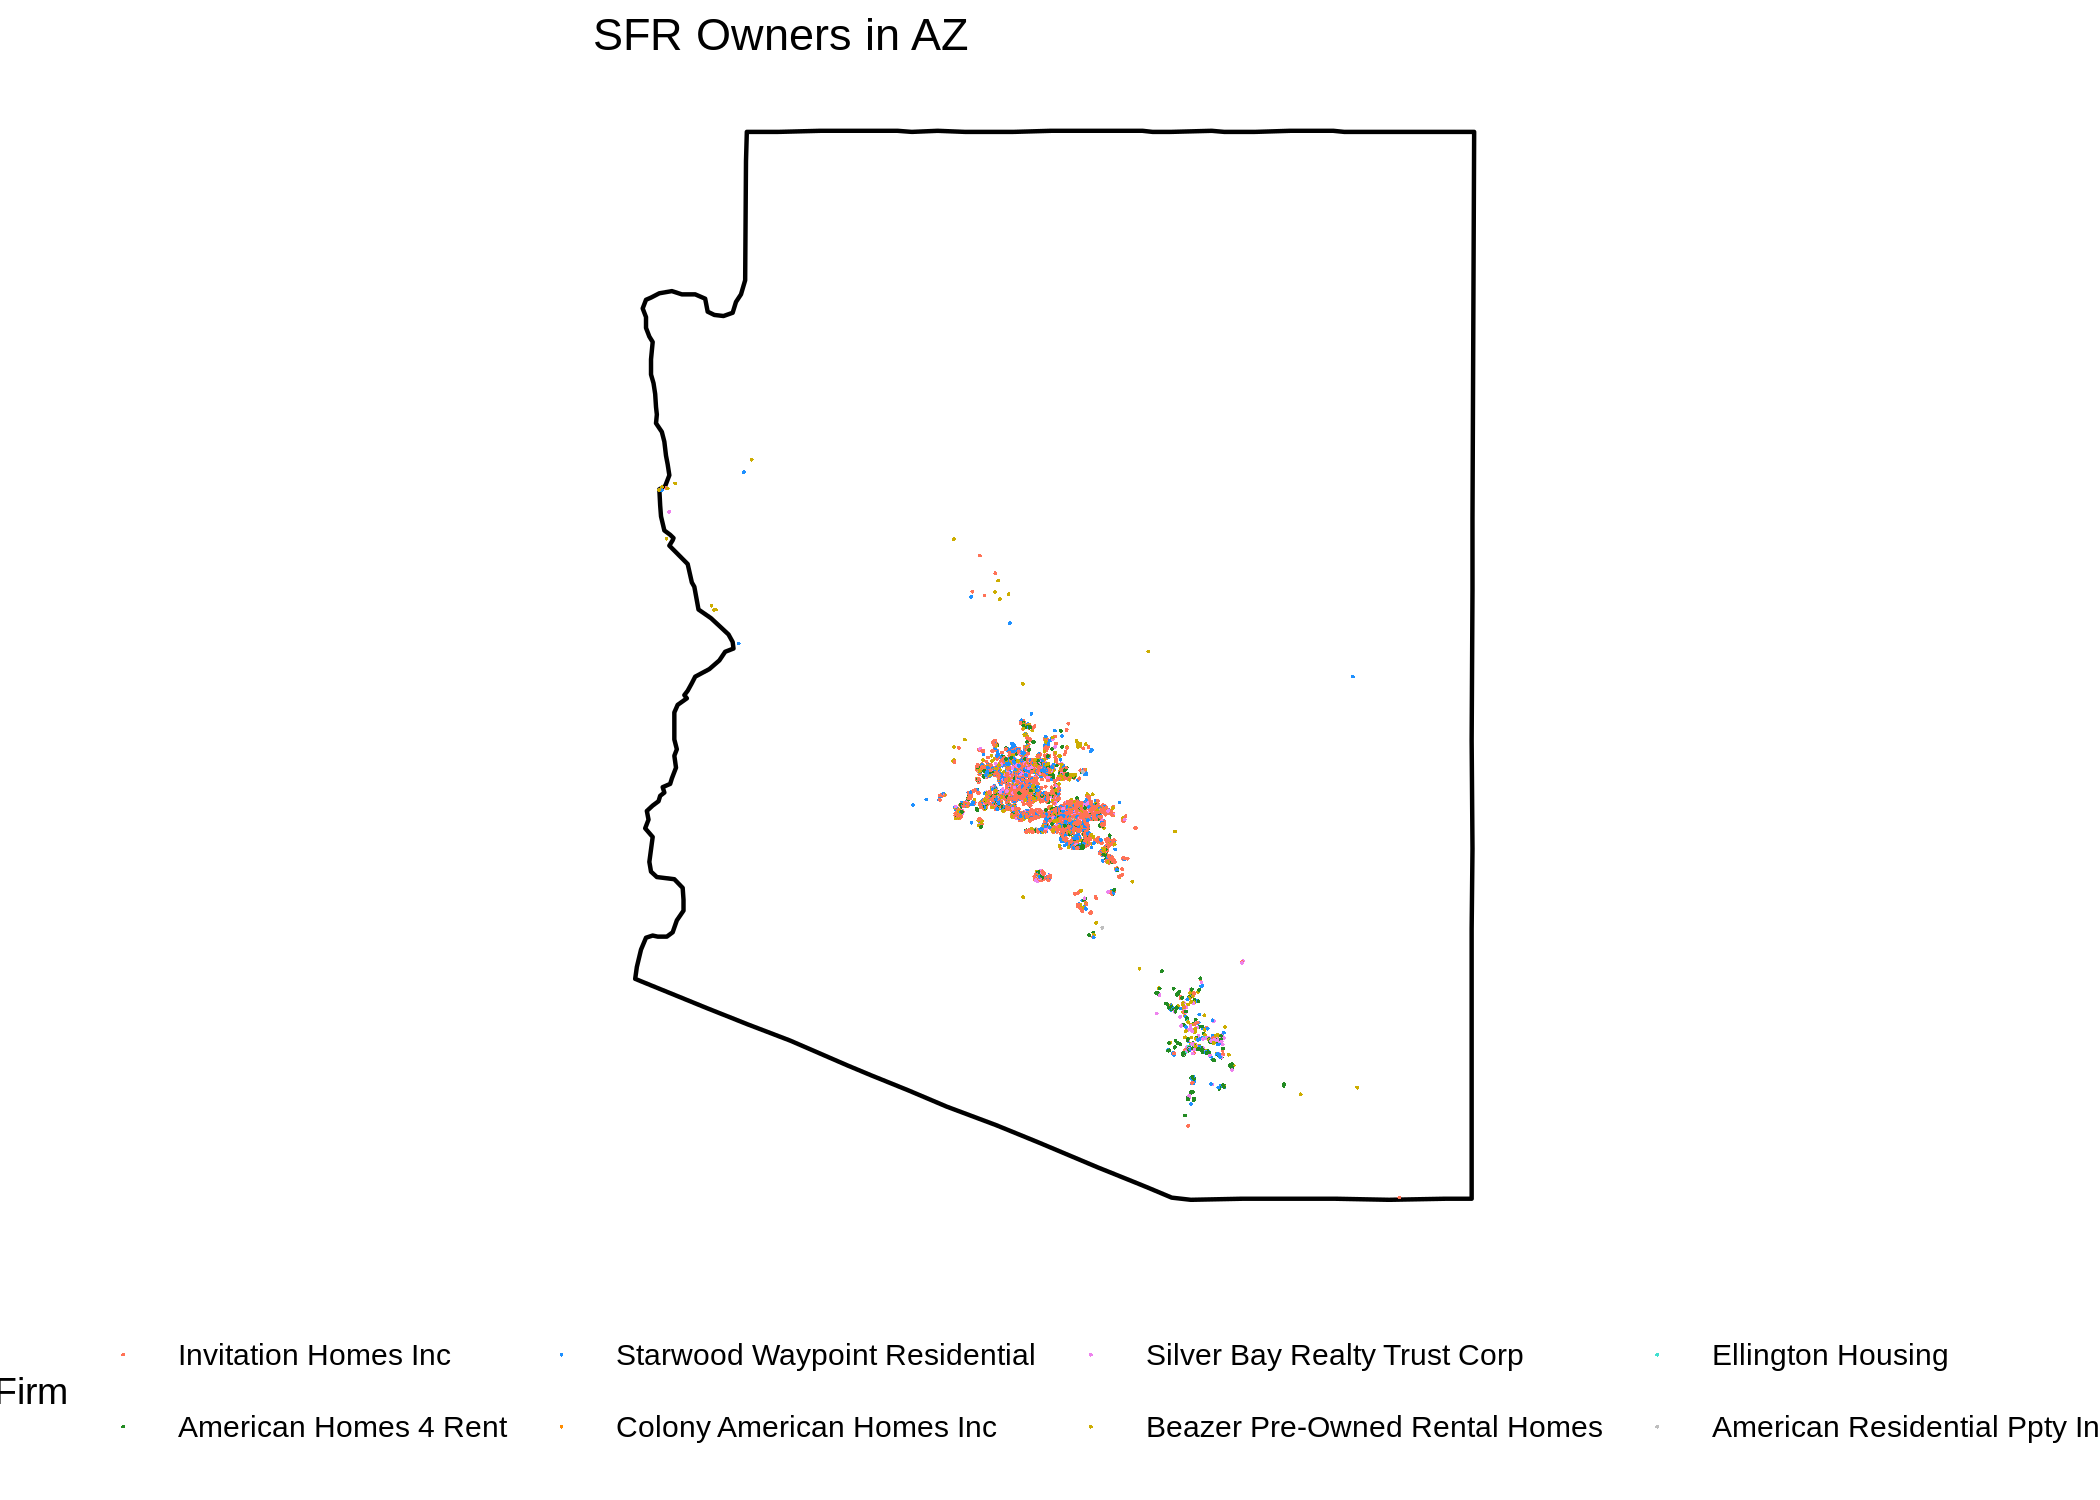 SFR Owners in AZ
Firm
Invitation Homes Inc
Starwood Waypoint Residential
Silver Bay Realty Trust Corp
Ellington Housing
American Homes 4 Rent
Colony American Homes Inc
Beazer Pre-Owned Rental Homes
American Residential Ppty In